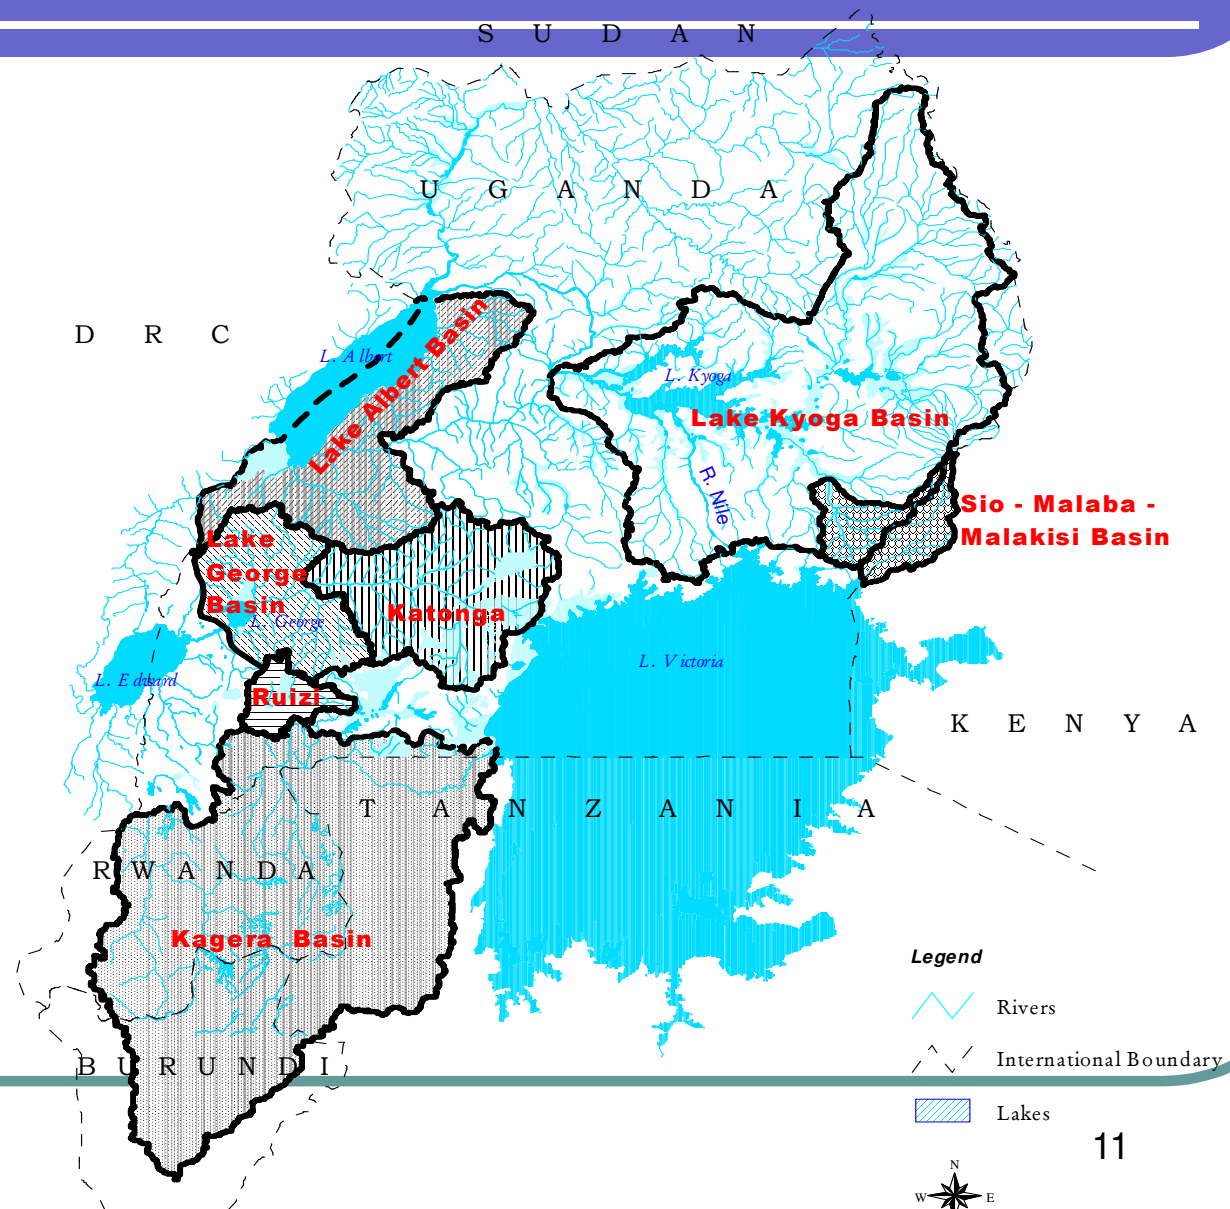 S U D A N
U G A N D A
D R C
L. Albert
Lake Albert Basin
L. Kyoga
Lake Kyoga Basin
R. Nile
Sio - Malaba -
Malakisi Basin
Lake
George
Basin
L. George
Katonga
L. Victoria
L. Edward
Ruizi
K E N Y A
T A N Z A N I A
R W A N D A
Kagera Basin
B U R U N D I
Legend
Rivers
International Boundary
Lakes
11
N
W E